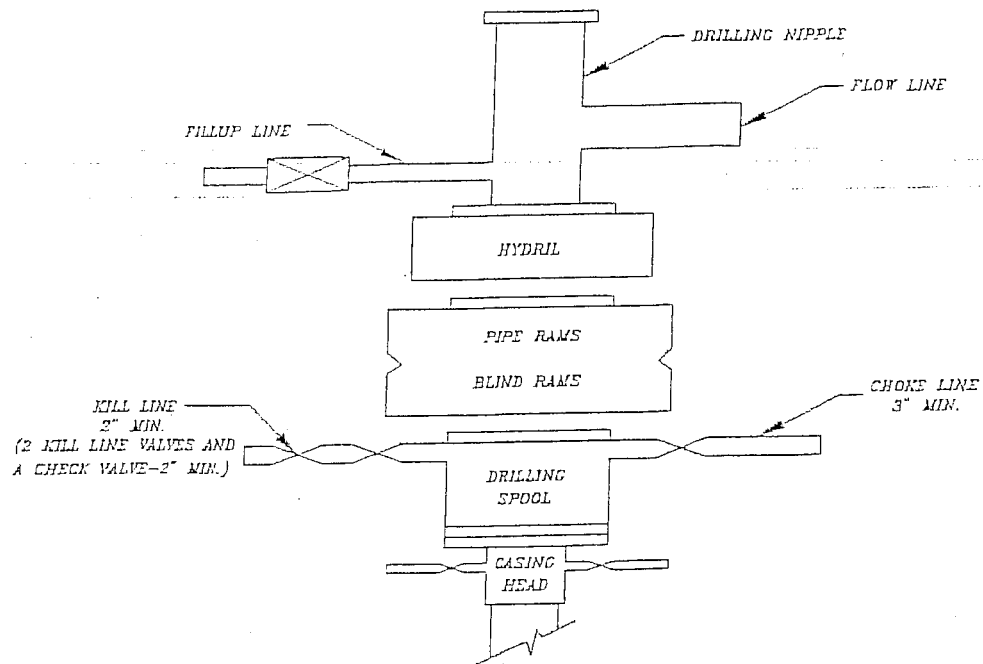 DRILLING NIPPLE
FLOW LINE
FILLUP LINE
HYDRIL
PIPE RAMS
BLIND RAMS
CHOKE LINE
3" MIN.
KILL LINE
2" MIN.
(2 KILL LINE VALVES AND
A CHECK VALVE-2" MIN.)
DRILLING
SPOOL
CASING
HEAD